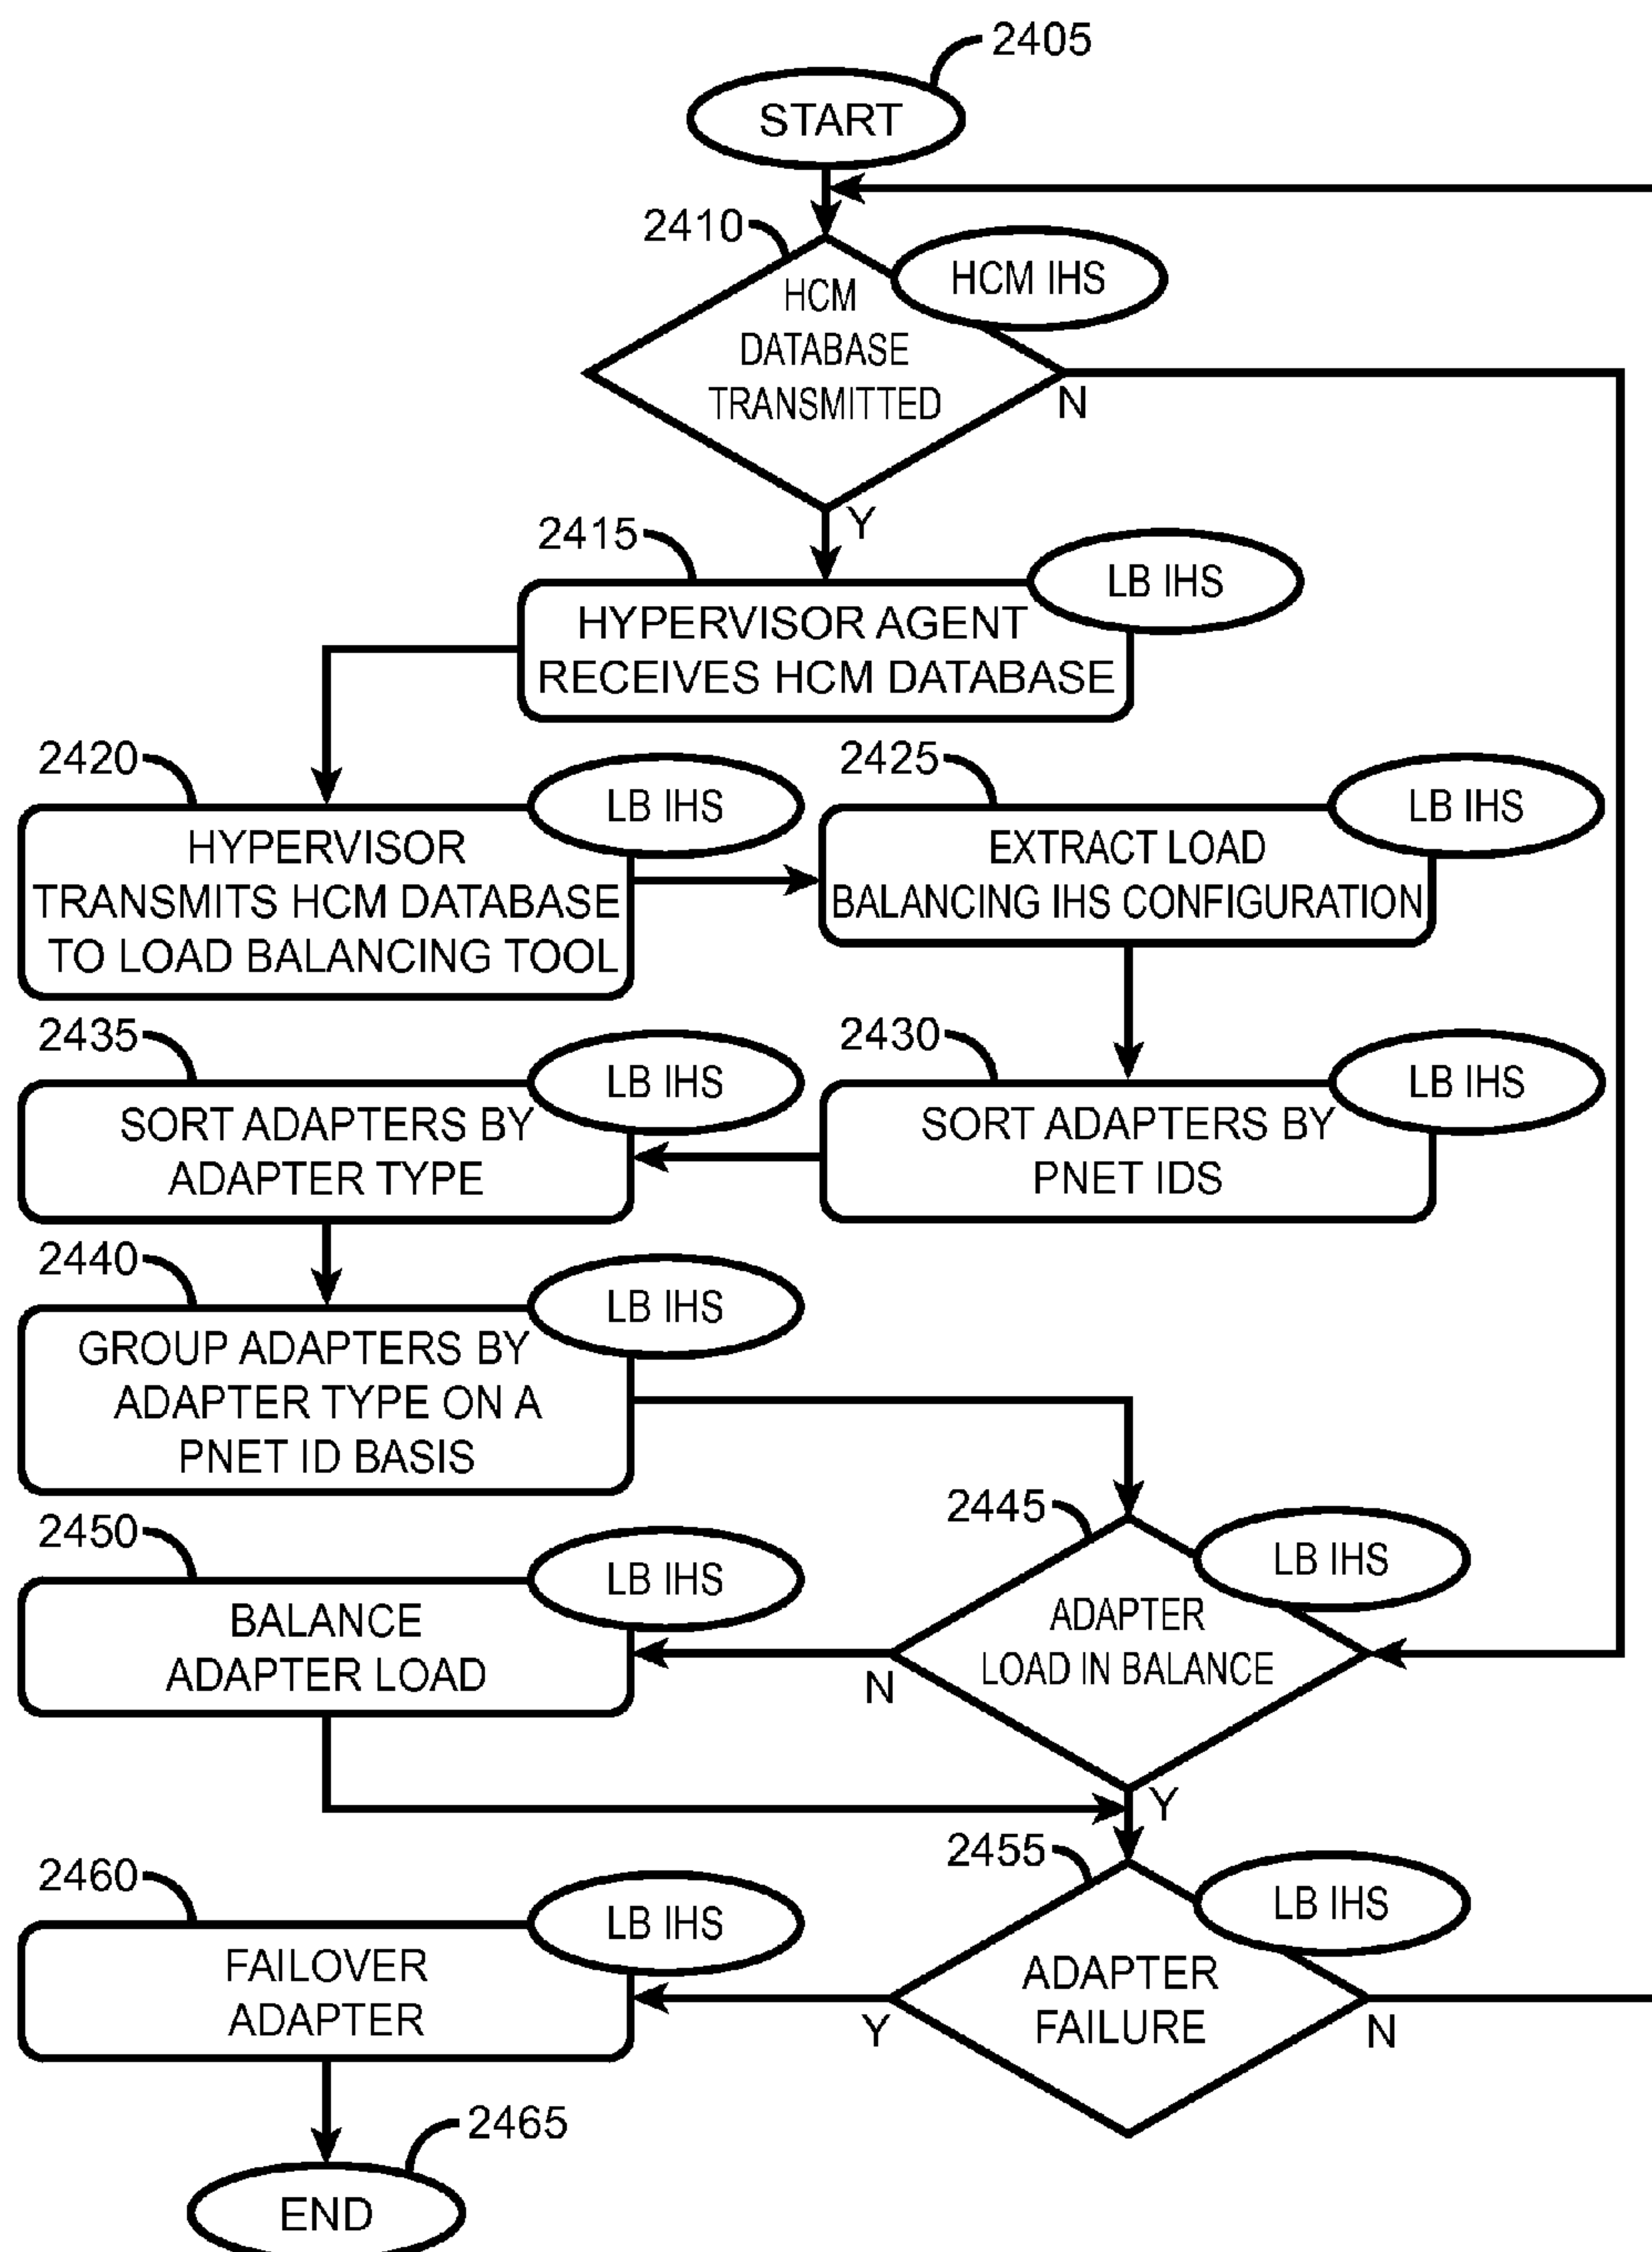 2405
START
2410
HCM IHS
HCM
DATABASE
TRANSMITTED
N
Y
2415
LB IHS
HYPERVISOR AGENT
RECEIVES HCM DATABASE
2420
LB IHS
HYPERVISOR
TRANSMITS HCM DATABASE
TO LOAD BALANCING TOOL
2425
LB IHS
EXTRACT LOAD
BALANCING IHS CONFIGURATION
2435
LB IHS
SORT ADAPTERS BY
ADAPTER TYPE
2430
LB IHS
SORT ADAPTERS BY
PNET IDS
2440
LB IHS
GROUP ADAPTERS BY
ADAPTER TYPE ON A
PNET ID BASIS
2445
LB IHS
ADAPTER
LOAD IN BALANCE
N
Y
2450
LB IHS
BALANCE
ADAPTER LOAD
2455
LB IHS
ADAPTER
FAILURE
Y
N
2460
LB IHS
FAILOVER
ADAPTER
2465
END